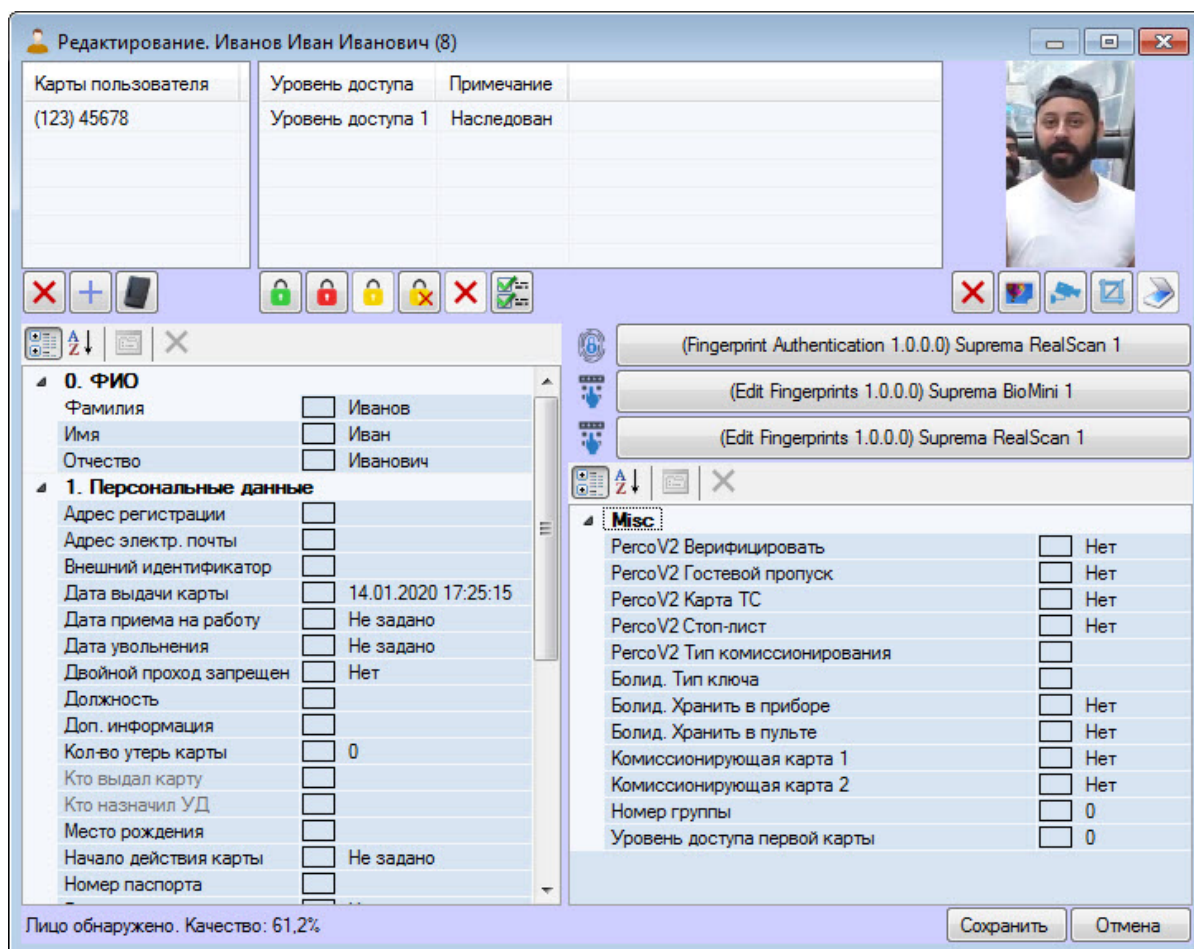 Редактирование. Иванов Иван Иванович (8)
Карты пользователя
(123) 45678
Уровень доступа Примечание
Уровень доступа 1 Наследован
0. ФИО
Фамилия Иванов
Имя Иван
Отчество Иванович
1. Персональные данные
Адрес регистрации
Адрес электр. почты
Внешний идентификатор
Дата выдачи карты 14.01.2020 17:25:15
Дата приема на работу Не задано
Дата увольнения Не задано
Двойной проход запрещен Нет
Должность
Доп. информация
Кол-во утерь карты 0
Кто выдал карту
Кто назначил УД
Место рождения
Начало действия карты Не задано
Номер паспорта
(Fingerprint Authentication 1.0.0.0) Suprema RealScan 1
(Edit Fingerprints 1.0.0.0) Suprema BioMini 1
(Edit Fingerprints 1.0.0.0) Suprema RealScan 1
Misc
PercoV2 Верифицировать Нет
PercoV2 Гостевой пропуск Нет
PercoV2 Карта ТС Нет
PercoV2 Стоп-лист Нет
PercoV2 Тип комиссионирования
Болид. Тип ключа
Болид. Хранить в приборе Нет
Болид. Хранить в пульте Нет
Комиссионирующая карта 1 Нет
Комиссионирующая карта 2 Нет
Номер группы 0
Уровень доступа первой карты 0
Лицо обнаружено. Качество: 61,2%
Сохранить Отмена